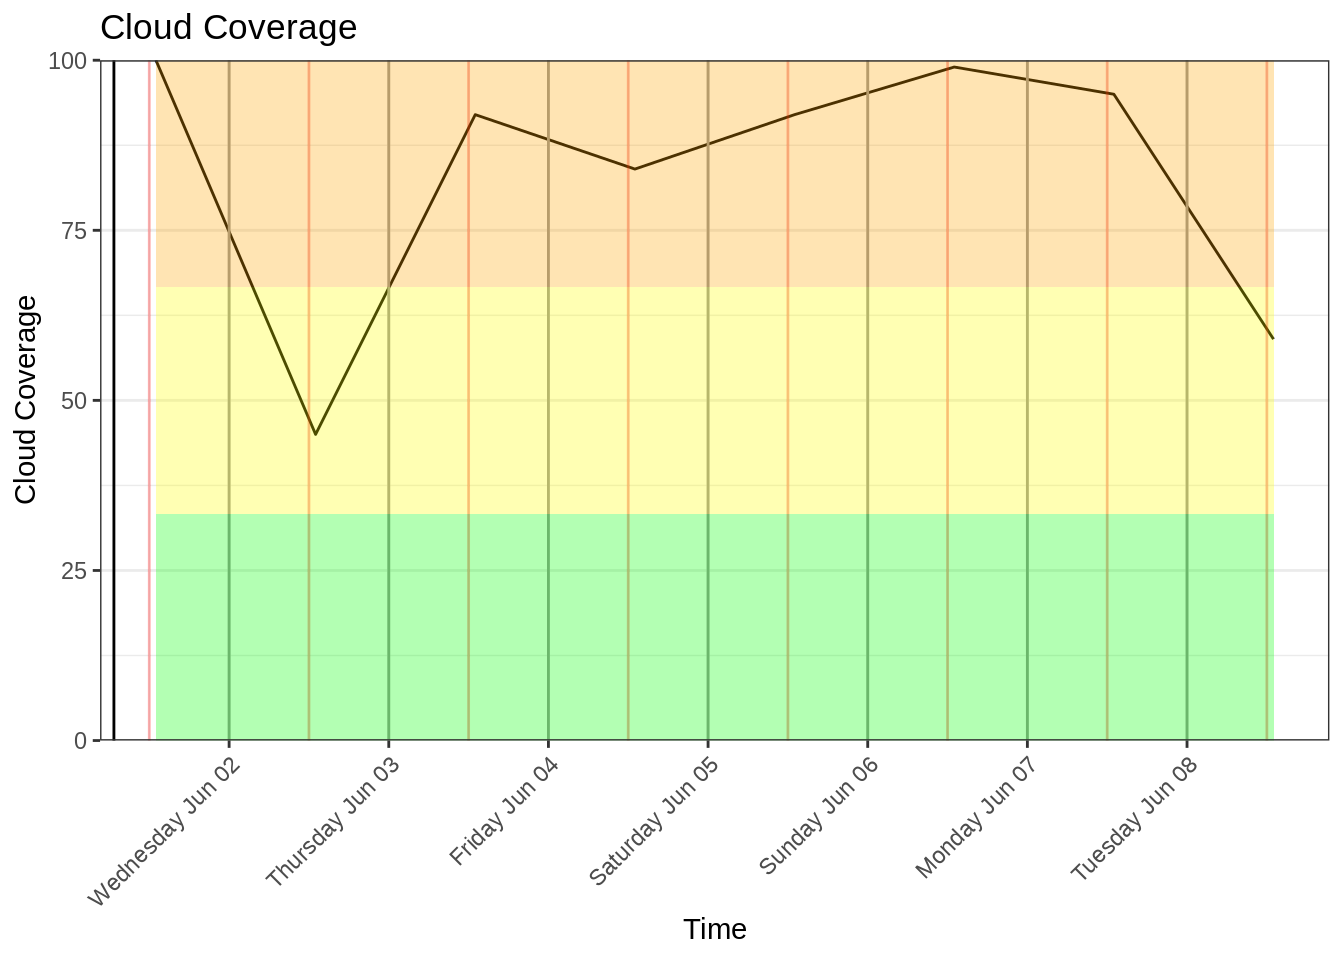 Cloud Coverage
Cloud Coverage
100
75
50
25
0
Wednesday Jun 02
Thursday Jun 03
Friday Jun 04
Saturday Jun 05
Sunday Jun 06
Monday Jun 07
Tuesday Jun 08
Time